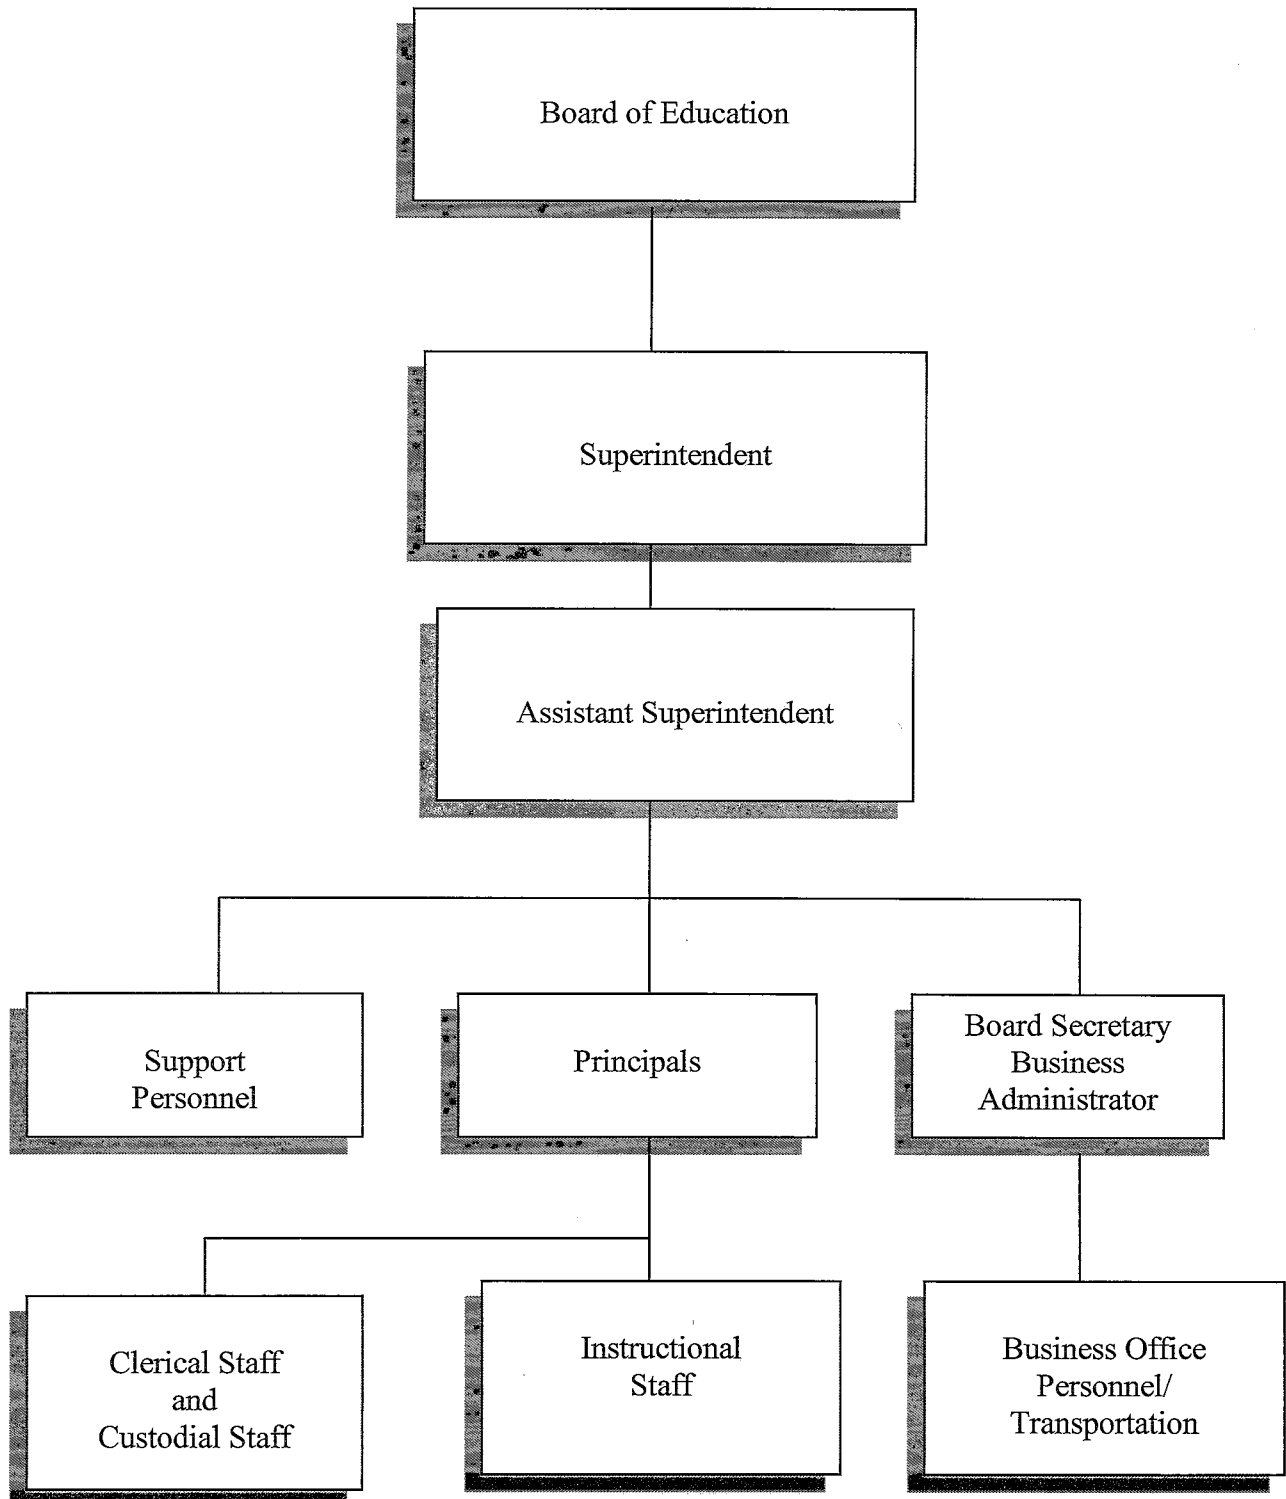 Board of Education
Superintendent
Assistant Superintendent
Support
Personnel
Principals
Board Secretary
Business
Administrator
Clerical Staff
and
Custodial Staff
Instructional
Staff
Business Office
Personnel/
Transportation